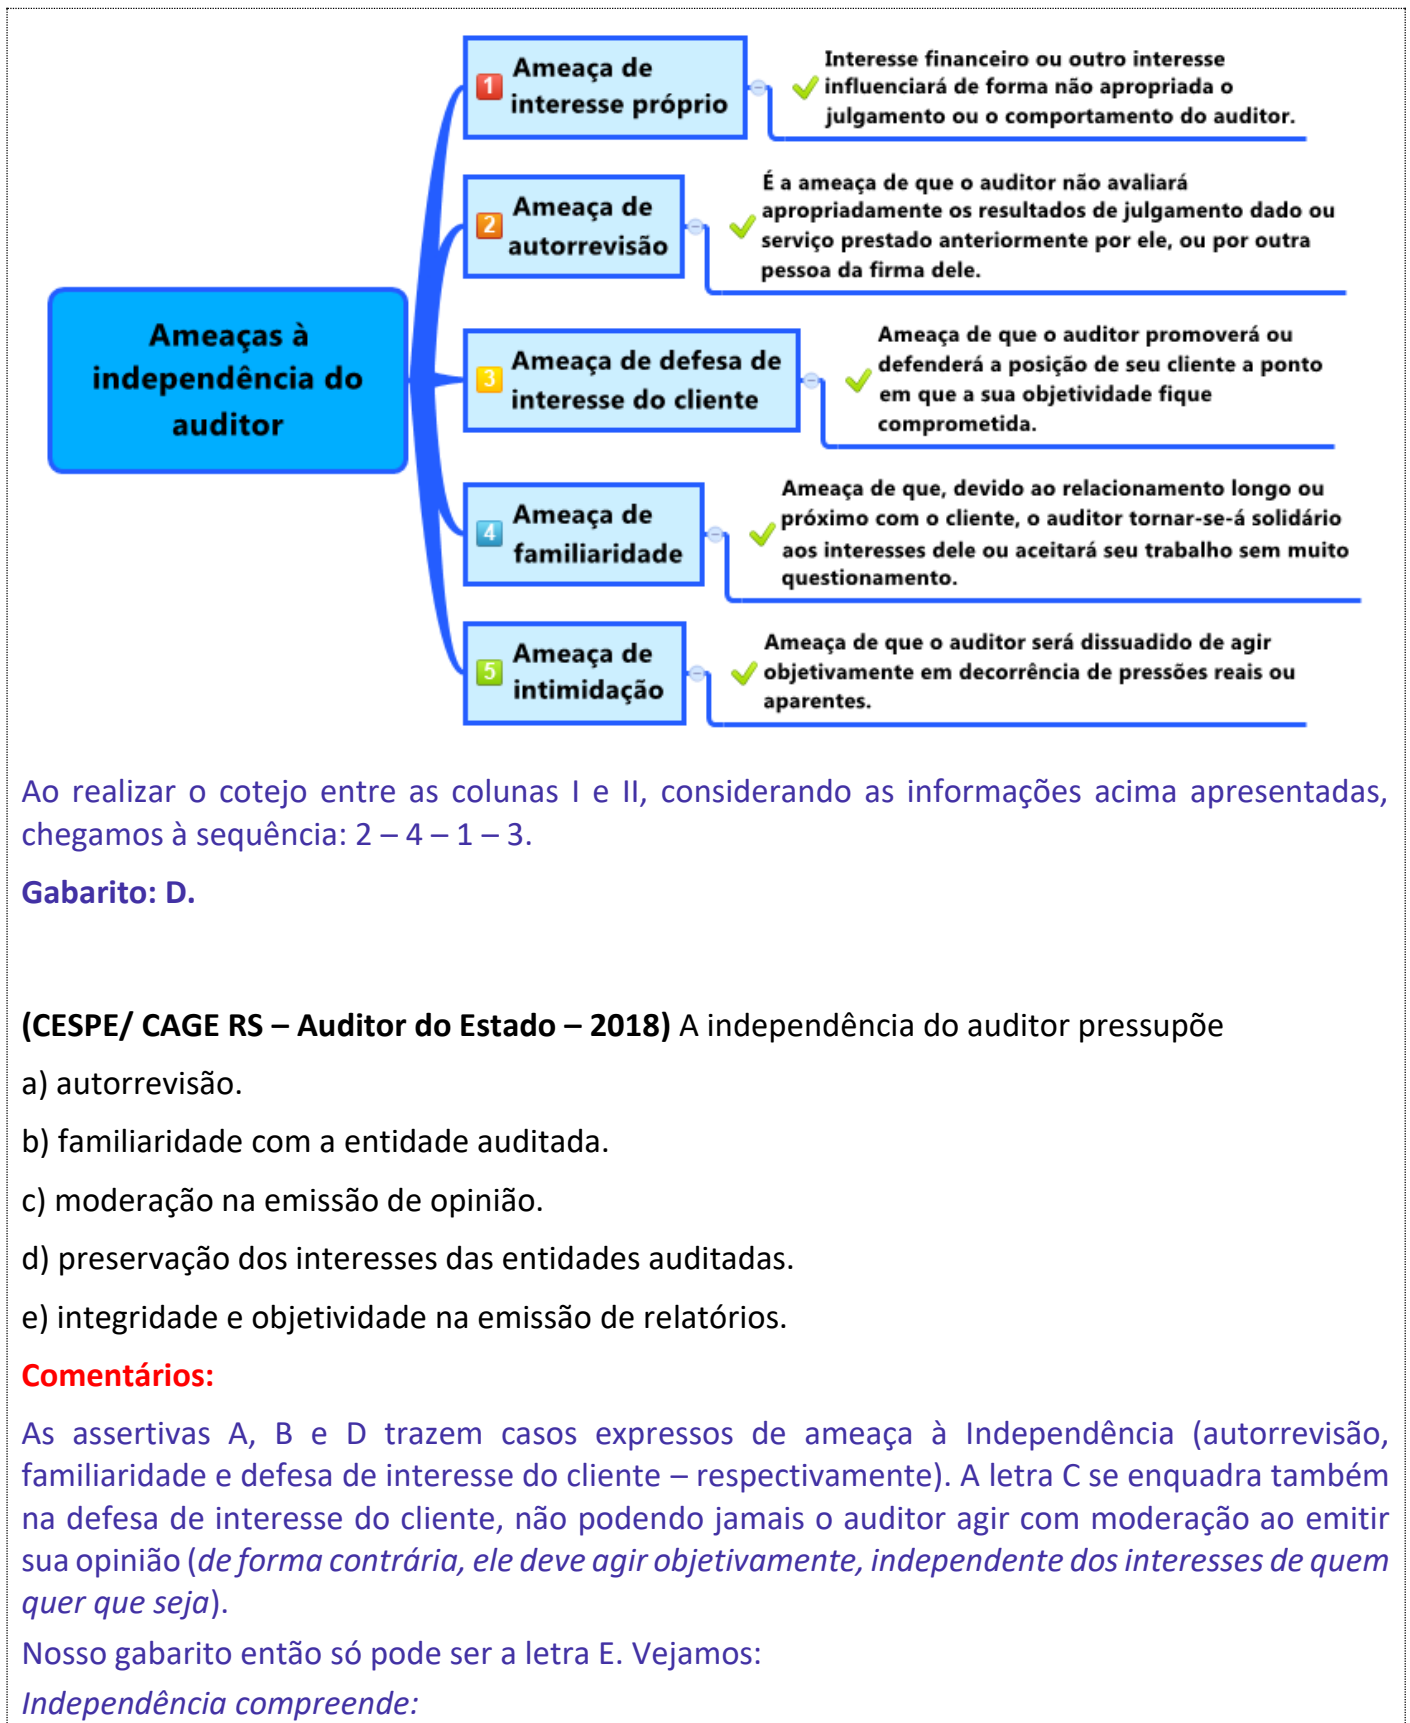 Ameaças à
independência do
auditor
1 Ameaça de
interesse próprio
Interesse financeiro ou outro interesse
influenciará de forma não apropriada o
julgamento ou o comportamento do auditor.
2 Ameaça de
autorrevisão
É a ameaça de que o auditor não avaliará
apropriadamente os resultados de julgamento dado ou
serviço prestado anteriormente por ele, ou por outra
pessoa da firma dele.
3 Ameaça de defesa de
interesse do cliente
Ameaça de que o auditor promoverá ou
defenderá a posição de seu cliente a ponto
em que a sua objetividade fique
comprometida.
4 Ameaça de
familiaridade
Ameaça de que, devido ao relacionamento longo ou
próximo com o cliente, o auditor tornar-se-á solidário
aos interesses dele ou aceitará seu trabalho sem muito
questionamento.
5 Ameaça de
intimidação
Ameaça de que o auditor será dissuadido de agir
objetivamente em decorrência de pressões reais ou
aparentes.
Ao realizar o cotejo entre as colunas I e II, considerando as informações acima apresentadas,
chegamos à sequência: 2 – 4 – 1 – 3.
Gabarito: D.
(CESPE/ CAGE RS – Auditor do Estado – 2018) A independência do auditor pressupõe
a) autorrevisão.
b) familiaridade com a entidade auditada.
c) moderação na emissão de opinião.
d) preservação dos interesses das entidades auditadas.
e) integridade e objetividade na emissão de relatórios.
Comentários:
As assertivas A, B e D trazem casos expressos de ameaça à Independência (autorrevisão,
familiaridade e defesa de interesse do cliente – respectivamente). A letra C se enquadra também
na defesa de interesse do cliente, não podendo jamais o auditor agir com moderação ao emitir
sua opinião (de forma contrária, ele deve agir objetivamente, independente dos interesses de quem
quer que seja).
Nosso gabarito então só pode ser a letra E. Vejamos:
Independência compreende: